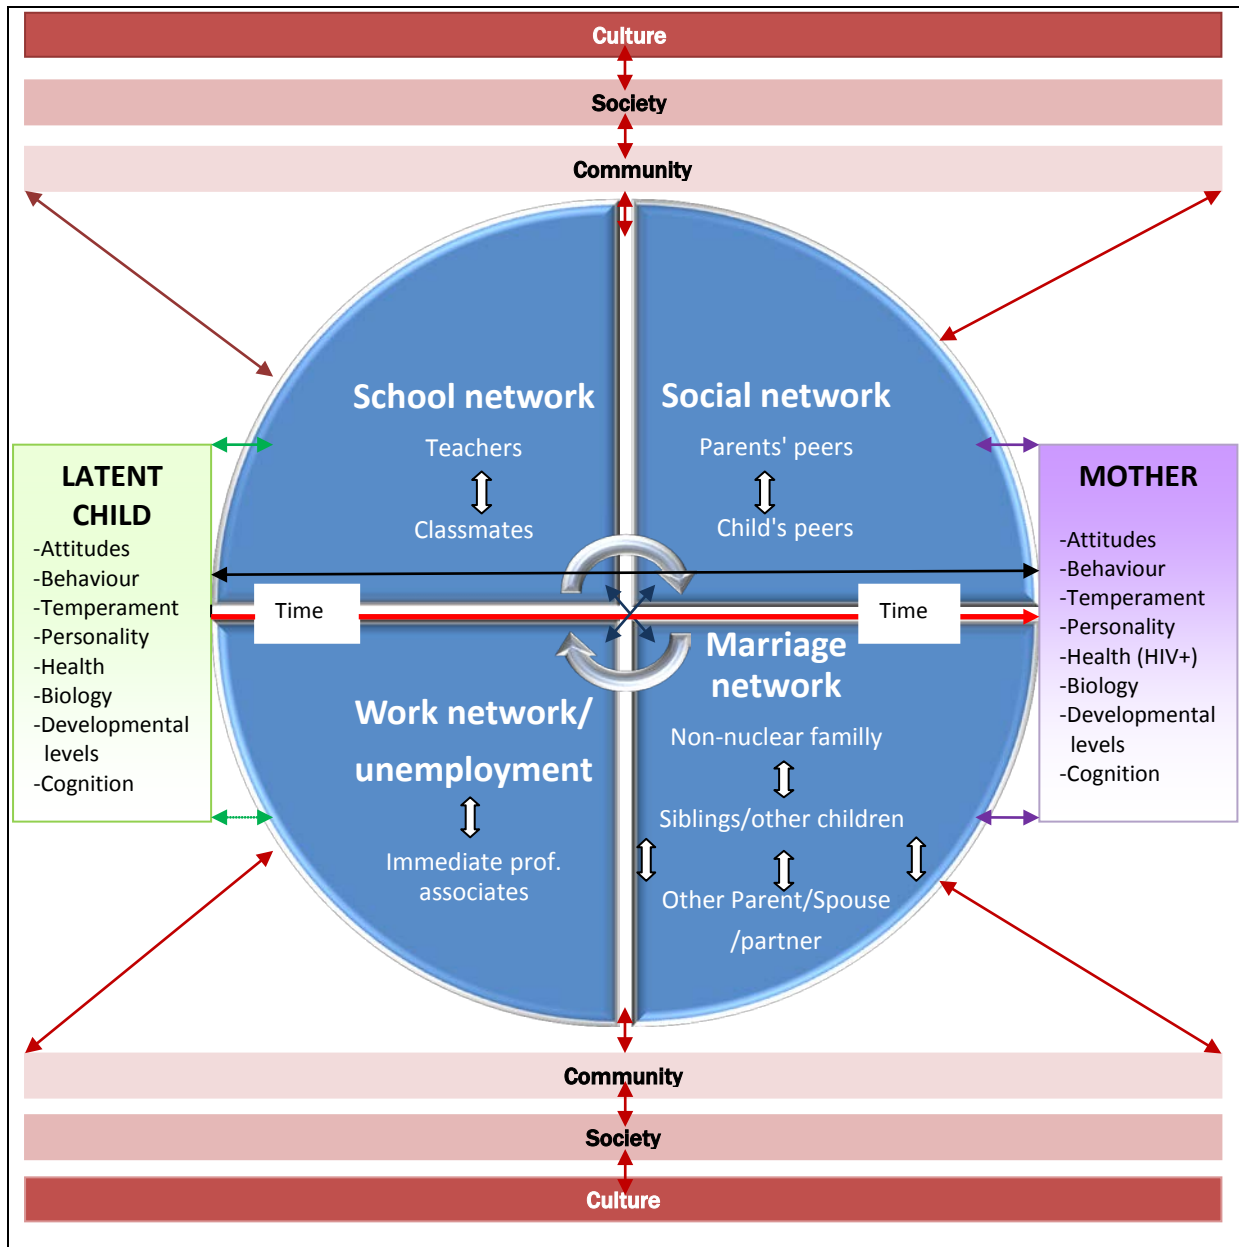 Culture
Society
Community
School network
Teachers
Classmates
Social network
Parents' peers
Child's peers
LATENT
CHILD
-Attitudes
-Behaviour
-Temperament
-Personality
-Health
-Biology
-Developmental
levels
-Cognition
MOTHER
-Attitudes
-Behaviour
-Temperament
-Personality
-Health (HIV+)
-Biology
-Developmental
levels
-Cognition
Time
Time
Work network/
unemployment
Immediate prof.
associates
Marriage
network
Non-nuclear familly
Siblings/other children
Other Parent/Spouse
/partner
Community
Society
Culture